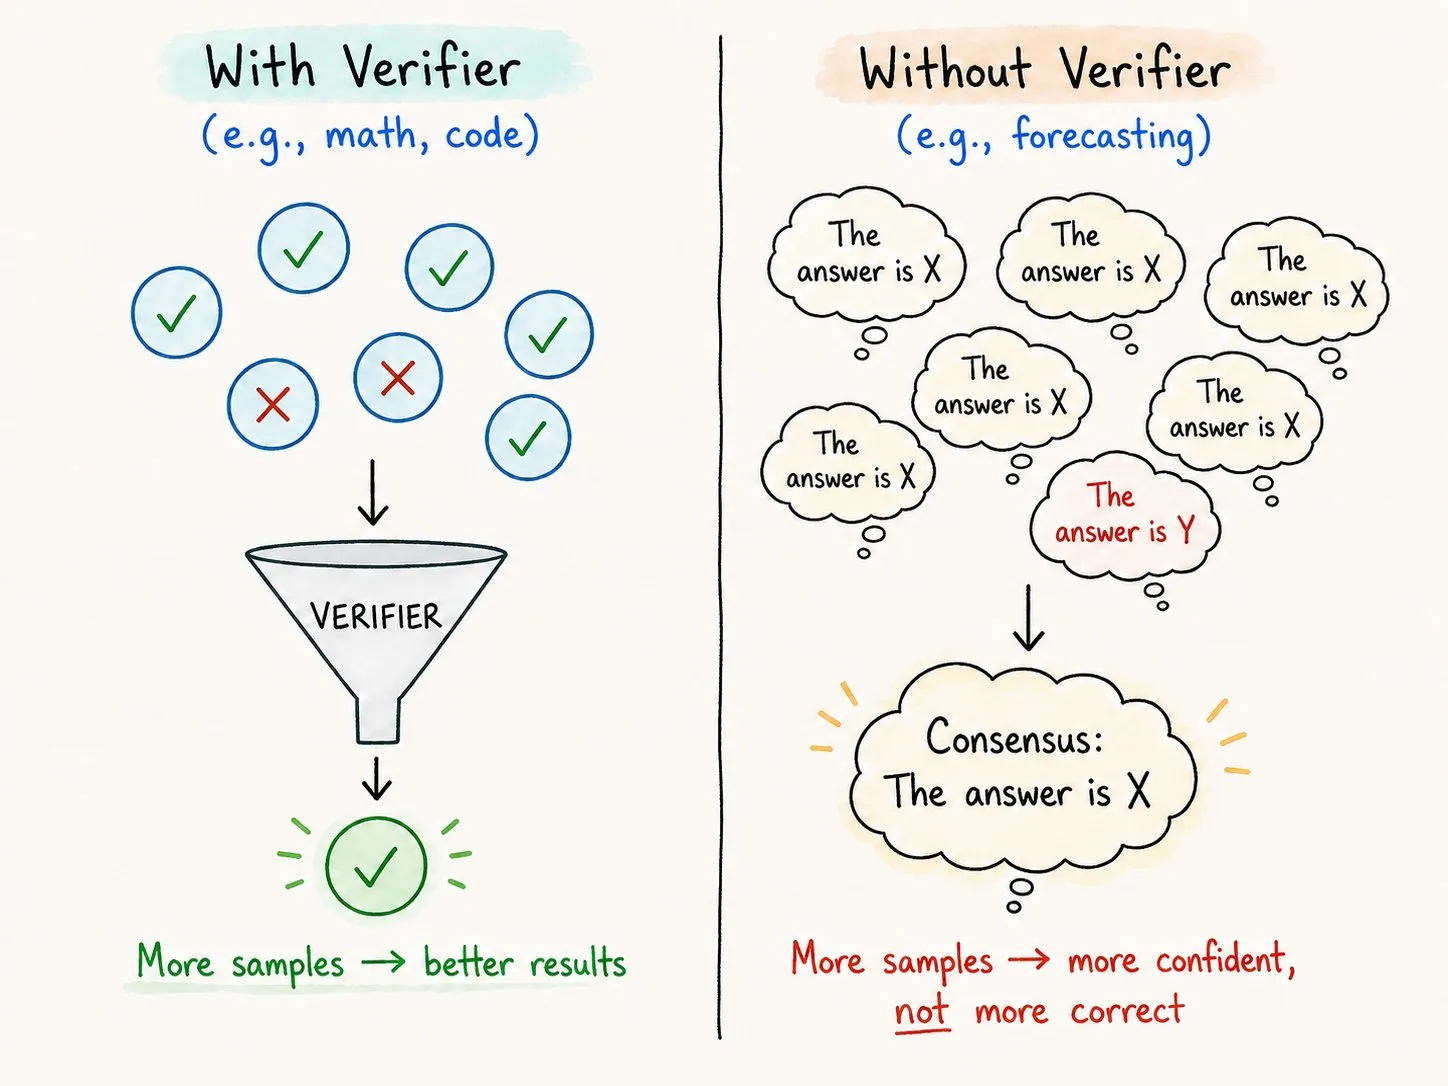 With Verifier
(e.g., math, code)
VERIFIER
More samples → better results
Without Verifier
(e.g., forecasting)
The
answer is X
The
answer is X
The
answer is X
The
answer is X
The
answer is X
The
answer is X
The
answer is Y
Consensus:
The answer is X
More samples → more confident,
not more correct